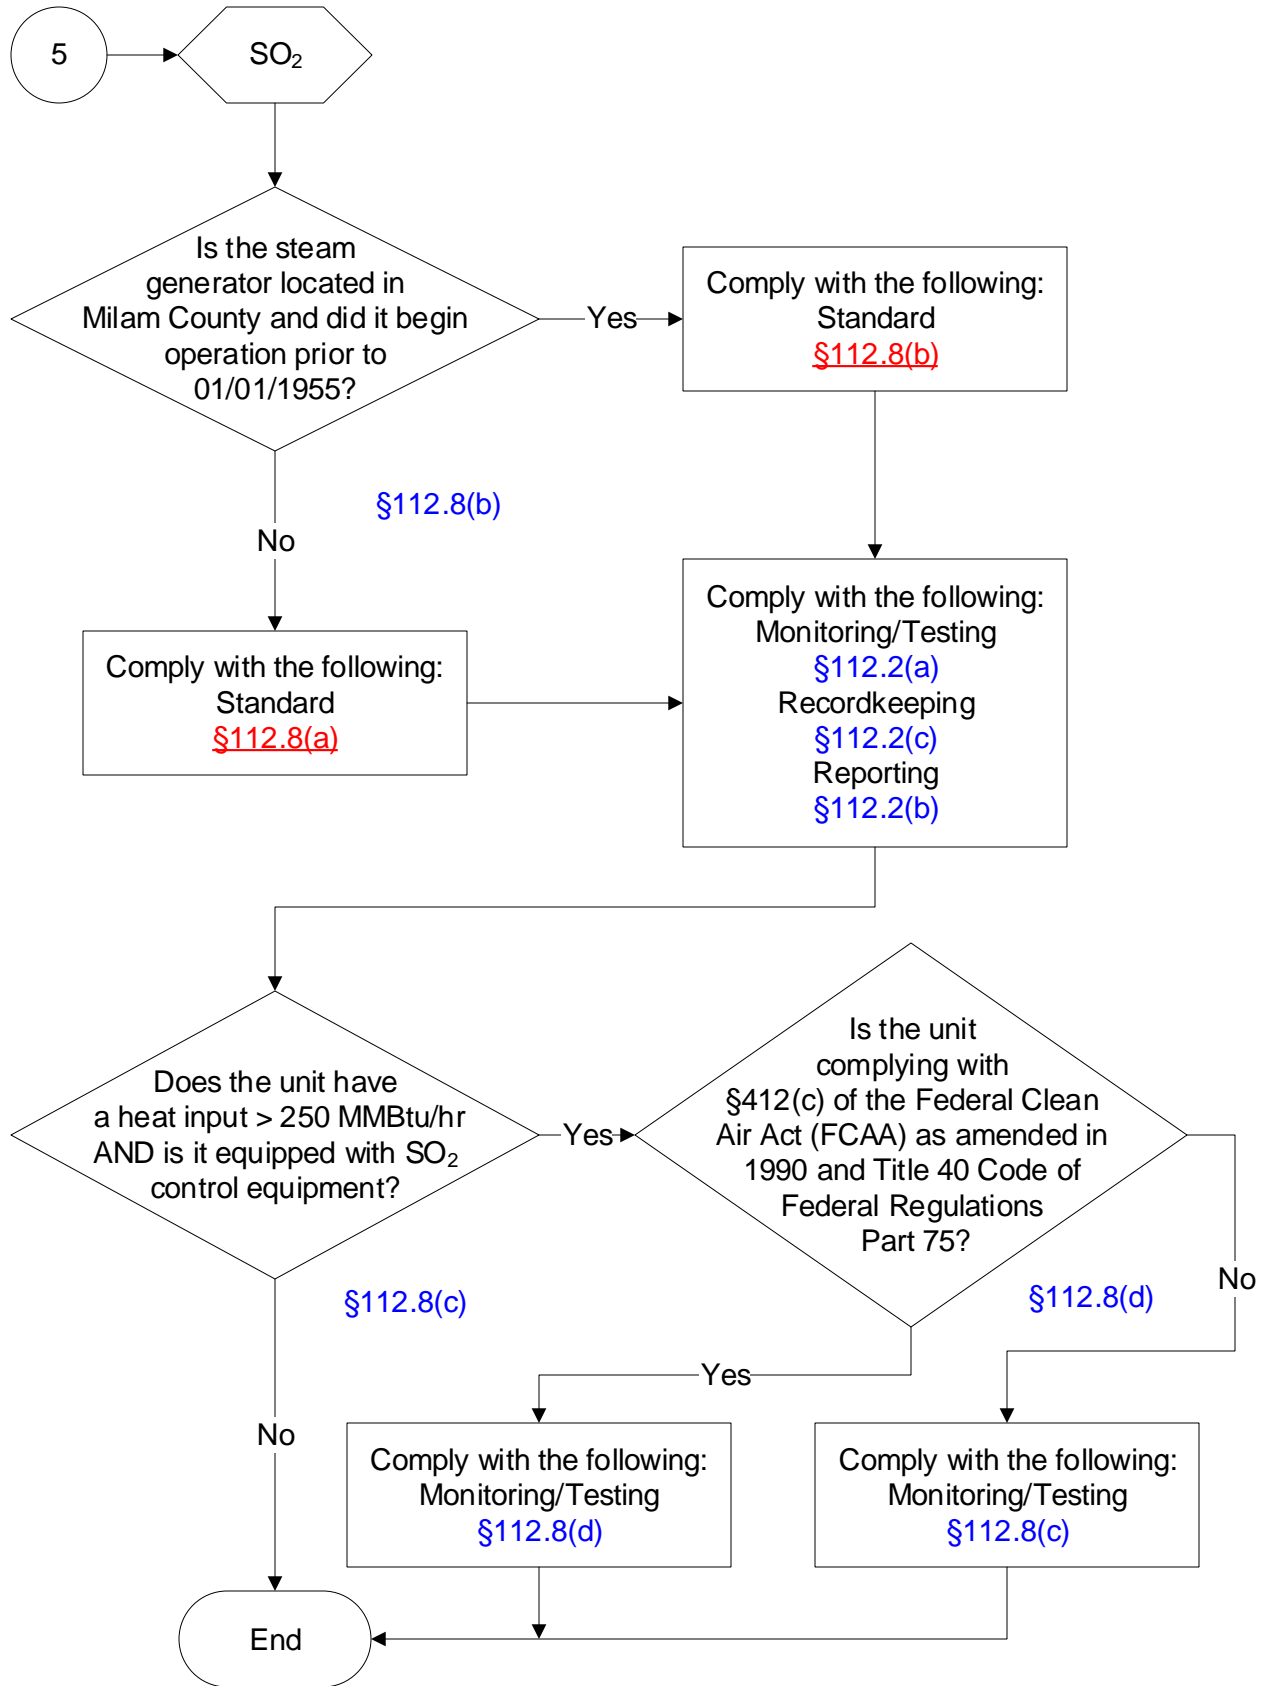 5
SO₂
Is the steam
generator located in
Milam County and did it begin
operation prior to
01/01/1955?
Yes
Comply with the following:
Standard
§112.8(b)
§112.8(b)
No
Comply with the following:
Standard
§112.8(a)
Comply with the following:
Monitoring/Testing
§112.2(a)
Recordkeeping
§112.2(c)
Reporting
§112.2(b)
Does the unit have
a heat input > 250 MMBtu/hr
AND is it equipped with SO₂
control equipment?
Yes
Is the unit
complying with
§412(c) of the Federal Clean
Air Act (FCAA) as amended in
1990 and Title 40 Code of
Federal Regulations
Part 75?
§112.8(c)
§112.8(d)
No
Yes
No
Comply with the following:
Monitoring/Testing
§112.8(d)
Comply with the following:
Monitoring/Testing
§112.8(c)
End